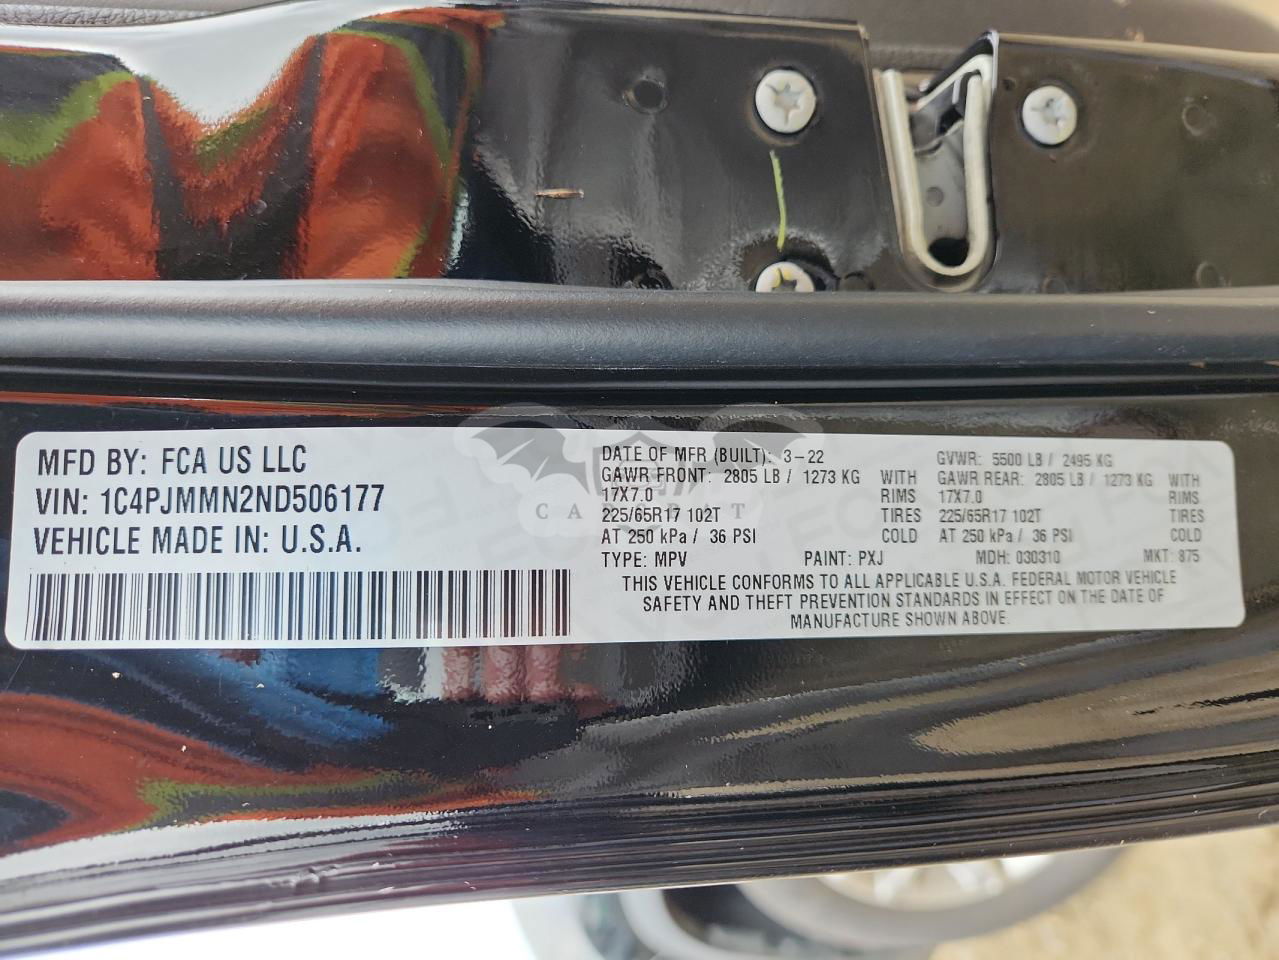 MFD BY: FCA US LLC
VIN: 1C4PJMMN2ND506177
VEHICLE MADE IN: U.S.A.
DATE OF MFR (BUILT): 3-22 GVWR: 5500 LB / 2495 KG
GAWR FRONT: 2805 LB / 1273 KG WITH GAWR REAR: 2805 LB / 1273 KG WITH
17X7.0 RIMS 17X7.0 RIMS
225/65R17 102T TIRES 225/65R17 102T TIRES
AT 250 kPa / 36 PSI COLD AT 250 kPa / 36 PSI COLD
TYPE: MPV PAINT: PXJ MDH: 030310 MKT: 875
THIS VEHICLE CONFORMS TO ALL APPLICABLE U.S.A. FEDERAL MOTOR VEHICLE
SAFETY AND THEFT PREVENTION STANDARDS IN EFFECT ON THE DATE OF
MANUFACTURE SHOWN ABOVE.